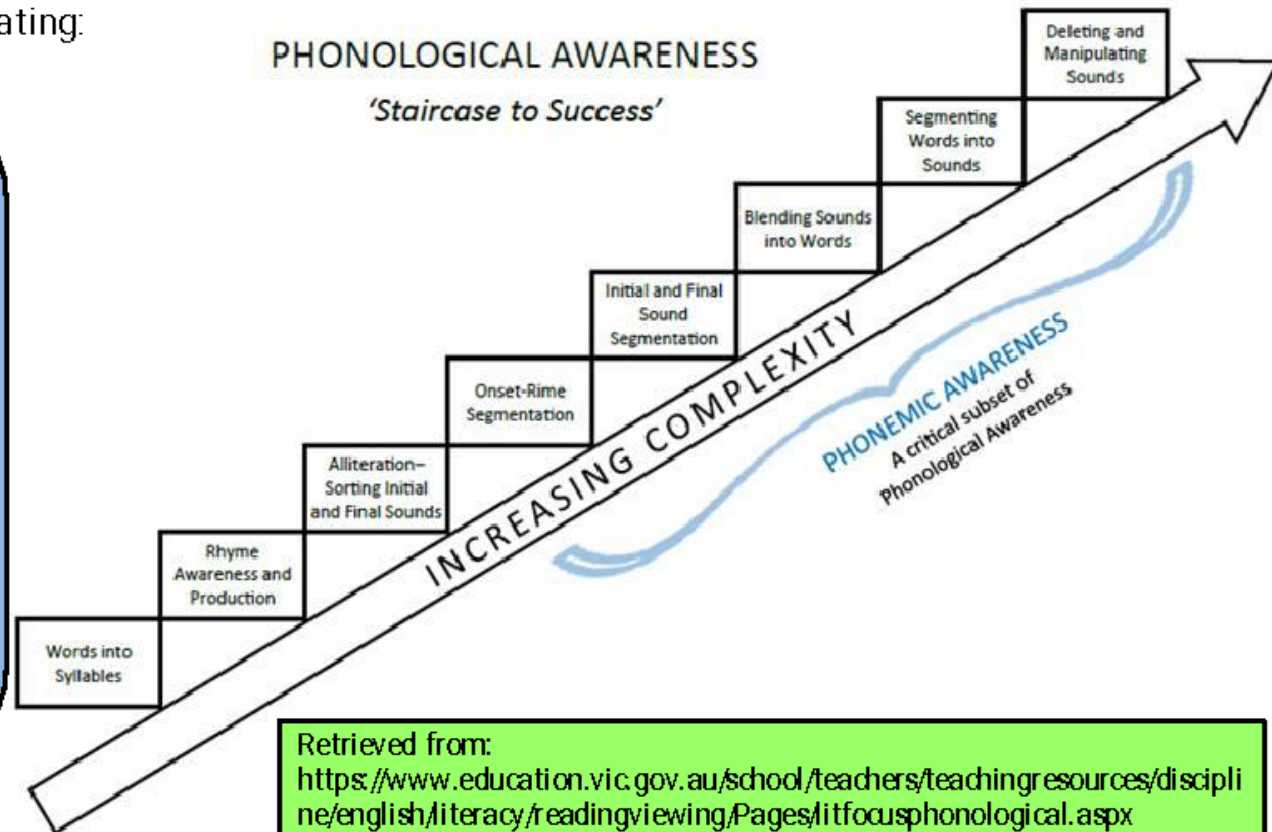 ating:
PHONOLOGICAL AWARENESS
'Staircase to Success'
Deleting and
Manipulating
Sounds
Segmenting
Words into
Sounds
Blending Sounds
into Words
Initial and Final
Sound
Segmentation
Onset-Rime
Segmentation
Alliteration–
Sorting Initial
and Final Sounds
Rhyme
Awareness and
Production
Words into
Syllables
INCREASING COMPLEXITY
PHONEMIC AWARENESS
A critical subset of
Phonological Awareness
Retrieved from:
https://www.education.vic.gov.au/school/teachers/teachingresources/discipli
ne/english/literacy/readingviewing/Pages/litfocusphonological.aspx